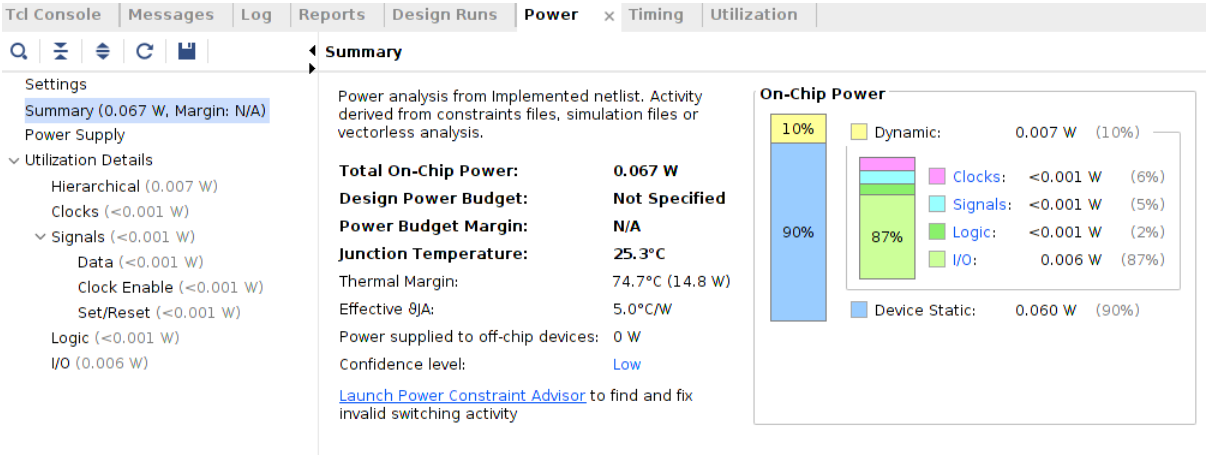 Tcl Console Messages Log Reports Design Runs Power × Timing Utilization
Summary
Settings
Summary (0.067 W, Margin: N/A)
Power Supply
Utilization Details
Hierarchical (0.007 W)
Clocks (<0.001 W)
Signals (<0.001 W)
Data (<0.001 W)
Clock Enable (<0.001 W)
Set/Reset (<0.001 W)
Logic (<0.001 W)
I/O (0.006 W)
Power analysis from Implemented netlist. Activity
derived from constraints files, simulation files or
vectorless analysis.
Total On-Chip Power: 0.067 W
Design Power Budget: Not Specified
Power Budget Margin: N/A
Junction Temperature: 25.3°C
Thermal Margin: 74.7°C (14.8 W)
Effective ϑJA: 5.0°C/W
Power supplied to off-chip devices: 0 W
Confidence level: Low
Launch Power Constraint Advisor to find and fix
invalid switching activity
On-Chip Power
10%
90%
Dynamic: 0.007 W (10%)
87%
Clocks: <0.001 W (6%)
Signals: <0.001 W (5%)
Logic: <0.001 W (2%)
I/O: 0.006 W (87%)
Device Static: 0.060 W (90%)